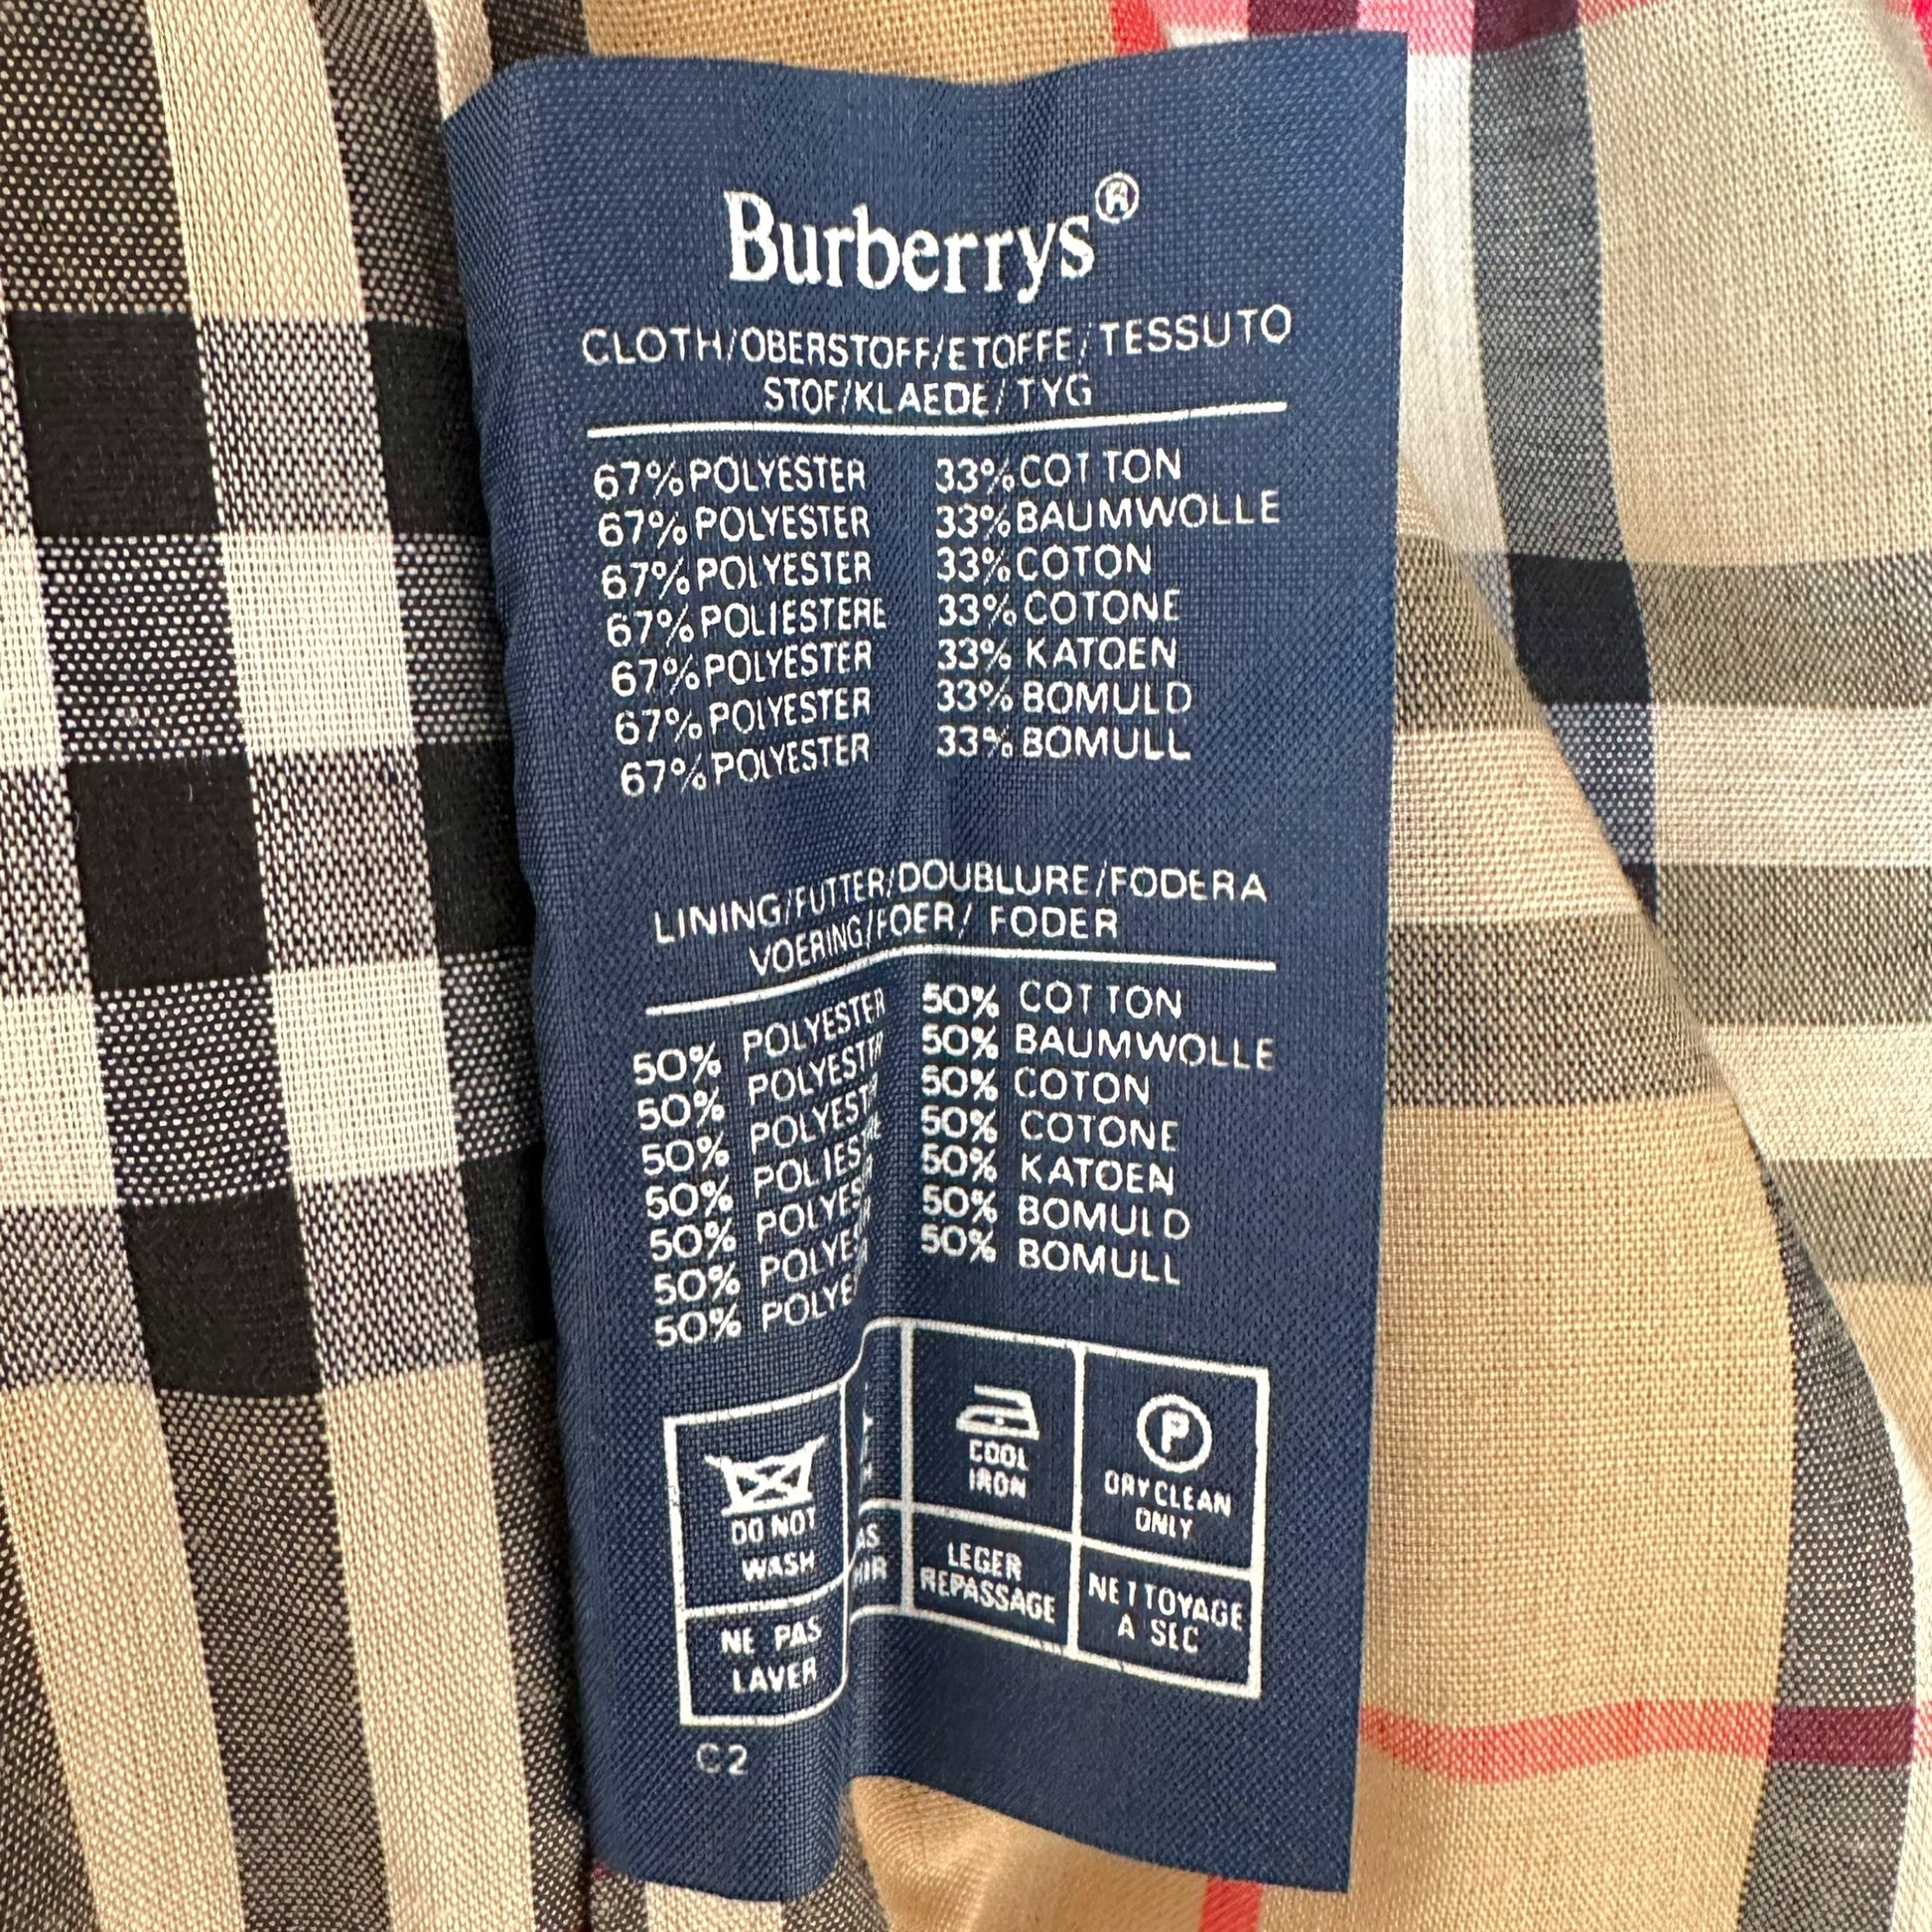 Burberrys®
CLOTH/OBERSTOFF/ETOFFE/TESSUTO
STOF/KLAEDE/TYG
67% POLYESTER 33% COTTON
67% POLYESTER 33% BAUMWOLLE
67% POLYESTER 33% COTON
67% POLIESTERE 33% COTONE
67% POLYESTER 33% KATOEN
67% POLYESTER 33% BOMULD
67% POLYESTER 33% BOMULL
LINING/FUTTER/DOUBLURE/FODERA
VOERING/FOER/FODER
50% POLYESTER 50% COTTON
50% POLYESTER 50% BAUMWOLLE
50% 50% COTON
50% 50% COTONE
50% 50% KATOEN
50% 50% BOMULD
50% 50% BOMULL
DO NOT
WASH
NE PAS
LAVER
COOL
IRON
LEGER
REPASSAGE
P
DRY CLEAN
ONLY
NETTOYAGE
A SEC
C2